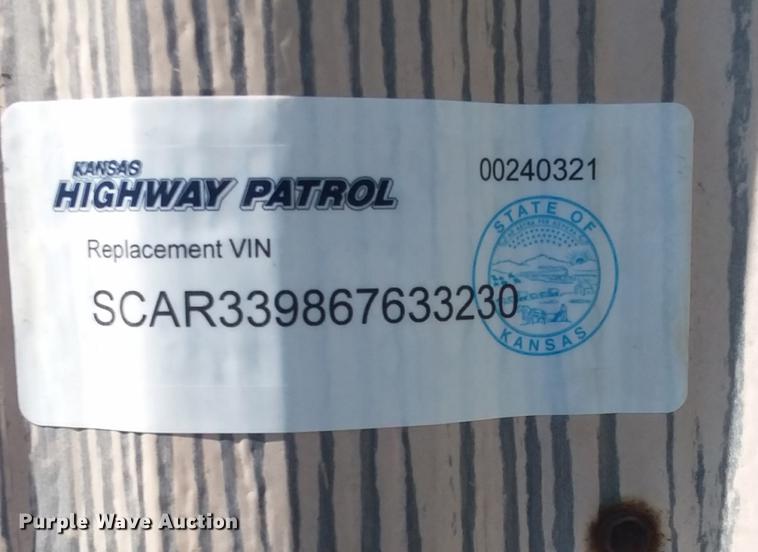 KANSAS
HIGHWAY PATROL
00240321
Replacement VIN
SCAR339867633230
STATE OF
KANSAS
Purple Wave Auction